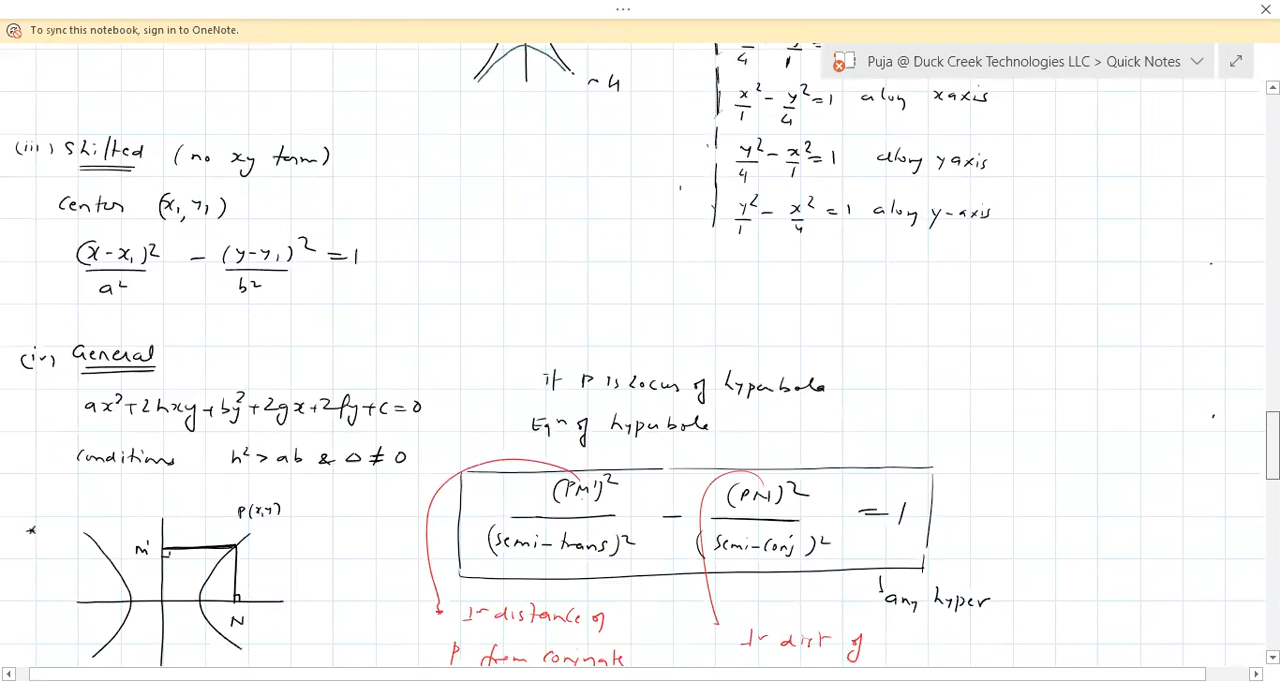 To sync this notebook, sign in to OneNote.
Puja @ Duck Creek Technologies LLC > Quick Notes
~ 4
x²/1 - y²/4 = 1 along x axis
y²/4 - x²/1 = 1 along y axis
y²/1 - x²/4 = 1 along y-axis
(iii) Shifted (no xy term)
Center (x₁, y₁)
(x-x₁)²/a² - (y-y₁)²/b² = 1
(iv) General
ax²+2hxy+by²+2gx+2fy+c=0
conditions h² > ab & Δ ≠ 0
if P is locus of hyperbola
Eqⁿ of hyperbola
(PM')²/(semi-trans)² - (PN)²/(semi-conj)² = 1
any hyper
* M' P(x,y)
N
⊥r distance of
P from conjugate
⊥r dist of